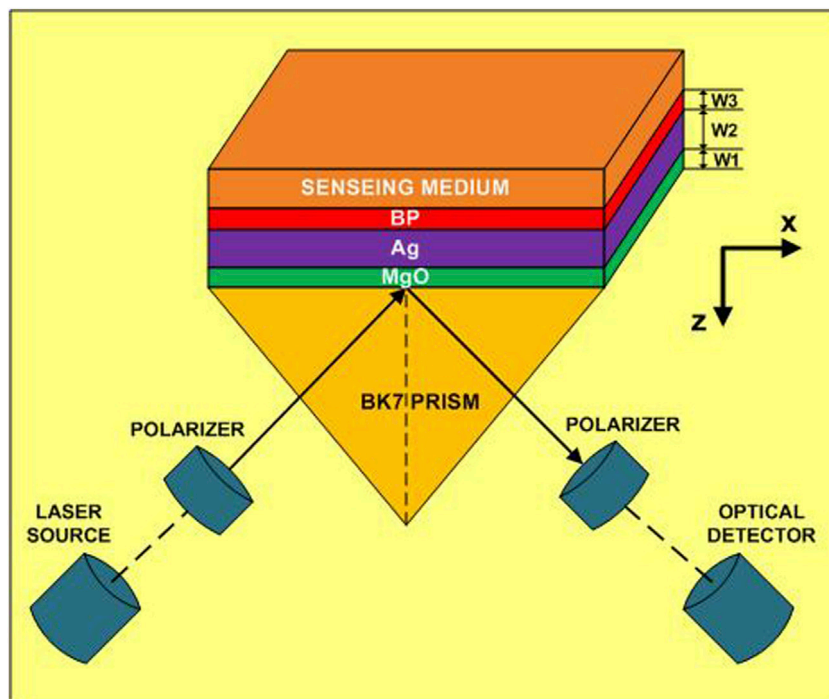 W3
W2
W1
SENSEING MEDIUM
BP
Ag
MgO
X
Z
BK7 PRISM
POLARIZER
POLARIZER
LASER
SOURCE
OPTICAL
DETECTOR